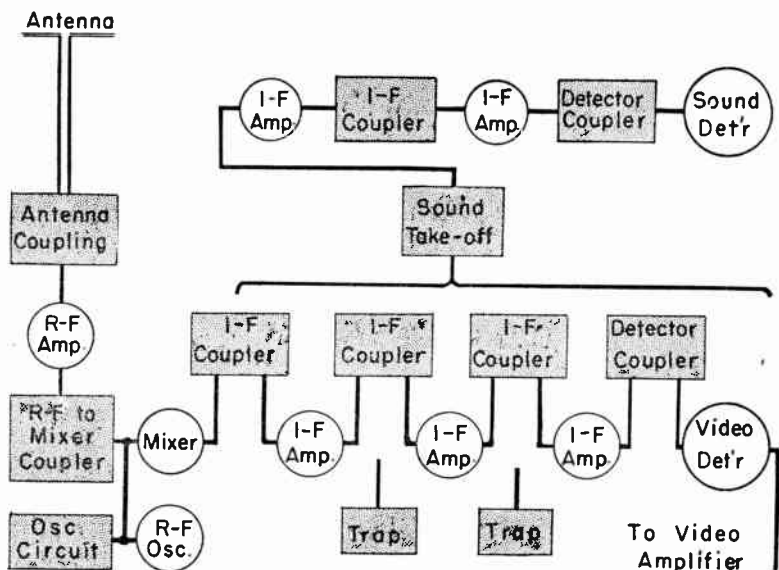 Antenna
I-F
Amp.
I-F
Coupler
I-F
Amp.
Detector
Coupler
Sound
Det'r
Antenna
Coupling
Sound
Take-off
R-F
Amp.
I-F
Coupler
I-F
Coupler
I-F
Coupler
Detector
Coupler
R-F to
Mixer
Coupler
Mixer
I-F
Amp.
I-F
Amp.
I-F
Amp.
Video
Det'r
Osc.
Circuit
R-F
Osc.
Trap
Trap
To Video
Amplifier